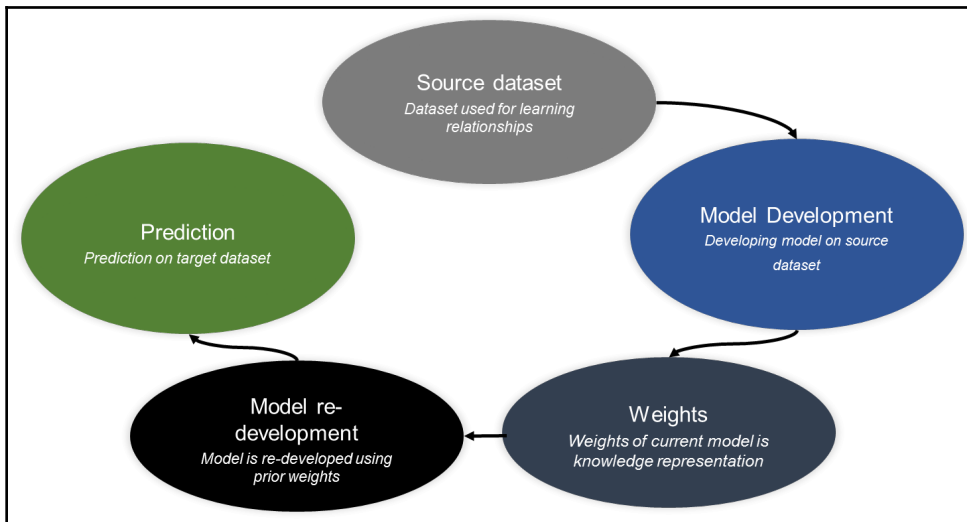 Source dataset
Dataset used for learning
relationships
Model Development
Developing model on source
dataset
Weights
Weights of current model is
knowledge representation
Model re-
development
Model is re-developed using
prior weights
Prediction
Prediction on target dataset